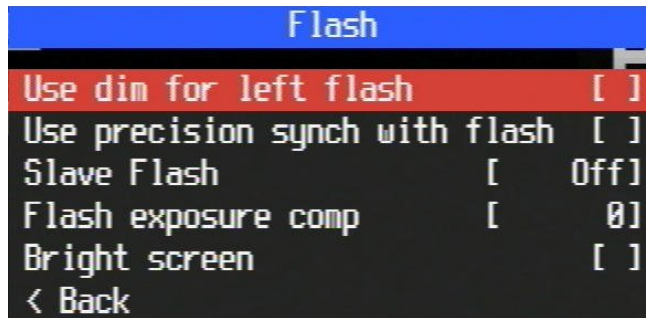 Flash
Use dim for left flash [ ]
Use precision synch with flash [ ]
Slave Flash [ Off]
Flash exposure comp [ 0]
Bright screen [ ]
< Back